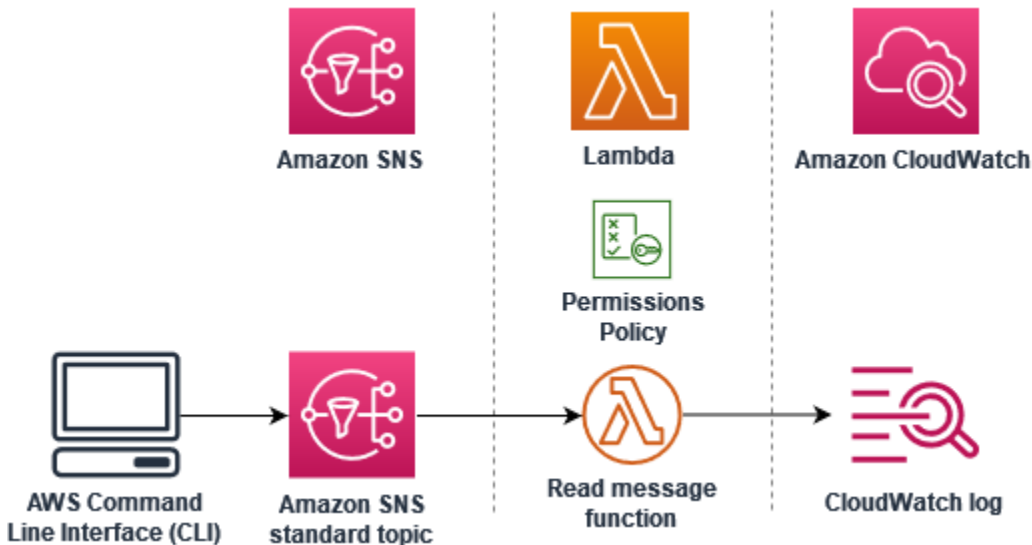 Amazon SNS
Lambda
Amazon CloudWatch
Permissions
Policy
AWS Command
Line Interface (CLI)
Amazon SNS
standard topic
Read message
function
CloudWatch log